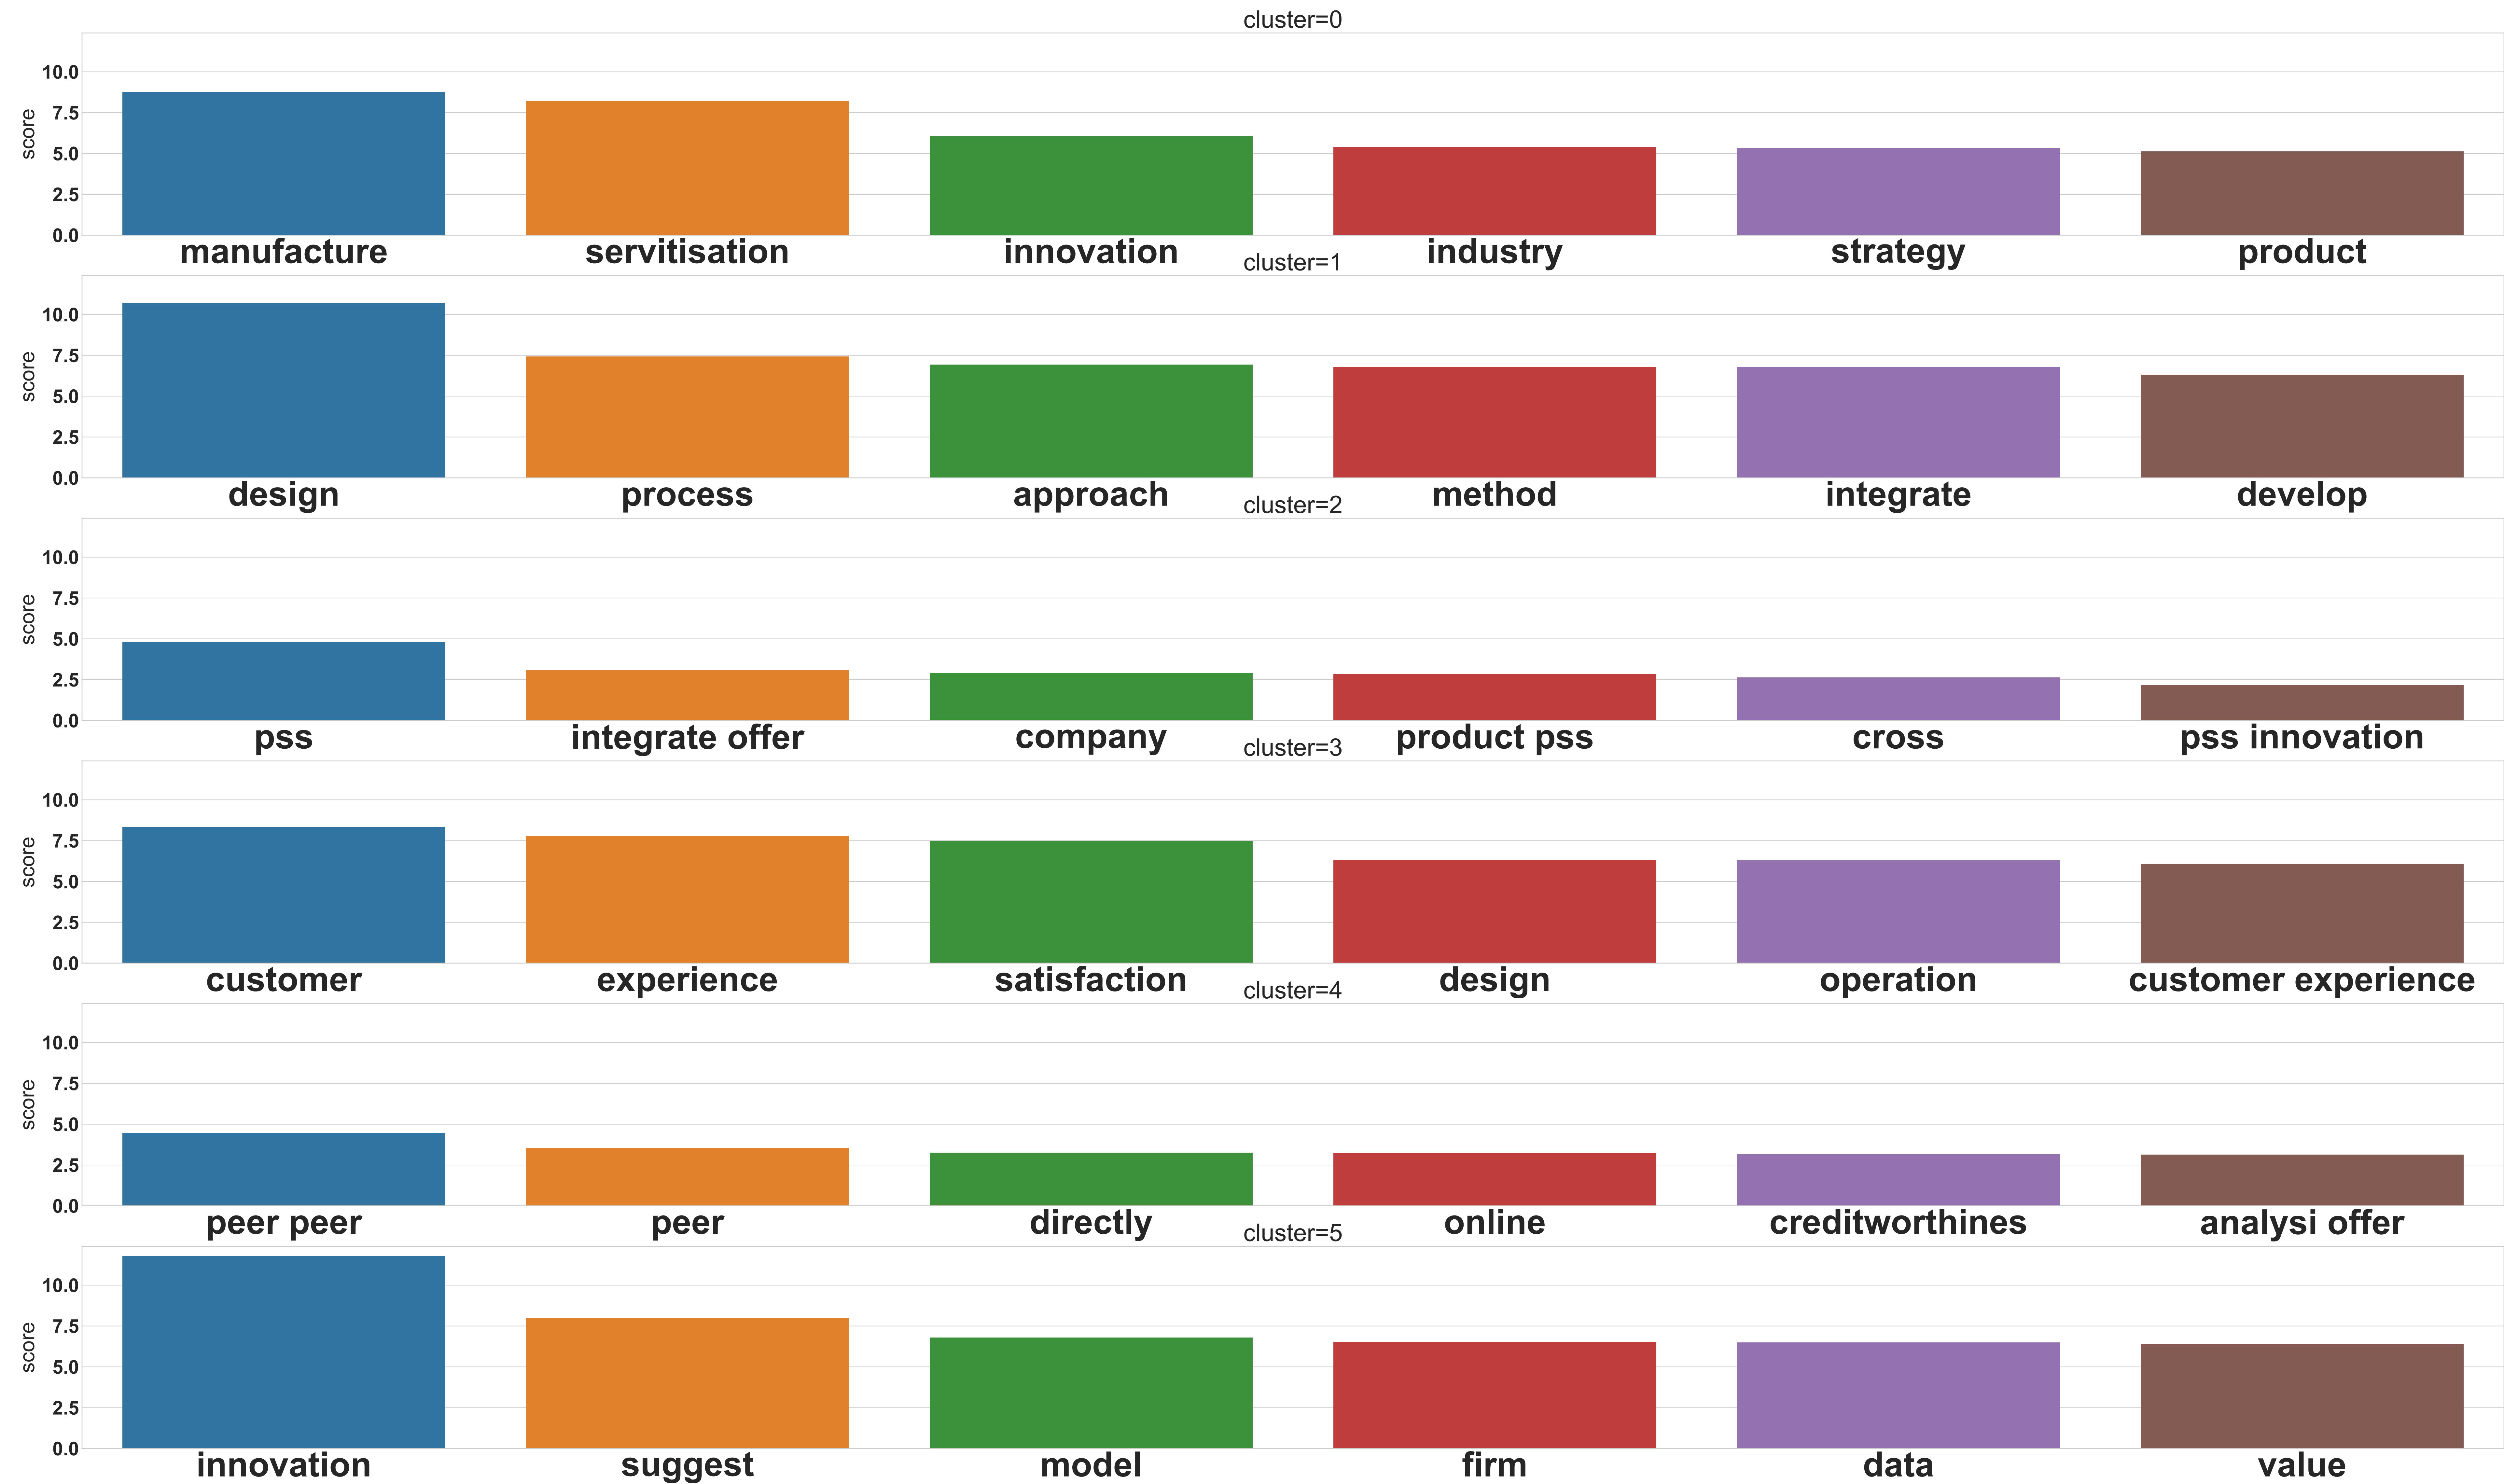 cluster=0
score
10.0
7.5
5.0
2.5
0.0
manufacture servitisation innovation industry strategy product
cluster=1
score
10.0
7.5
5.0
2.5
0.0
design process approach method integrate develop
cluster=2
score
10.0
7.5
5.0
2.5
0.0
pss integrate offer company product pss cross pss innovation
cluster=3
score
10.0
7.5
5.0
2.5
0.0
customer experience satisfaction design operation customer experience
cluster=4
score
10.0
7.5
5.0
2.5
0.0
peer peer peer directly online creditworthines analysi offer
cluster=5
score
10.0
7.5
5.0
2.5
0.0
innovation suggest model firm data value